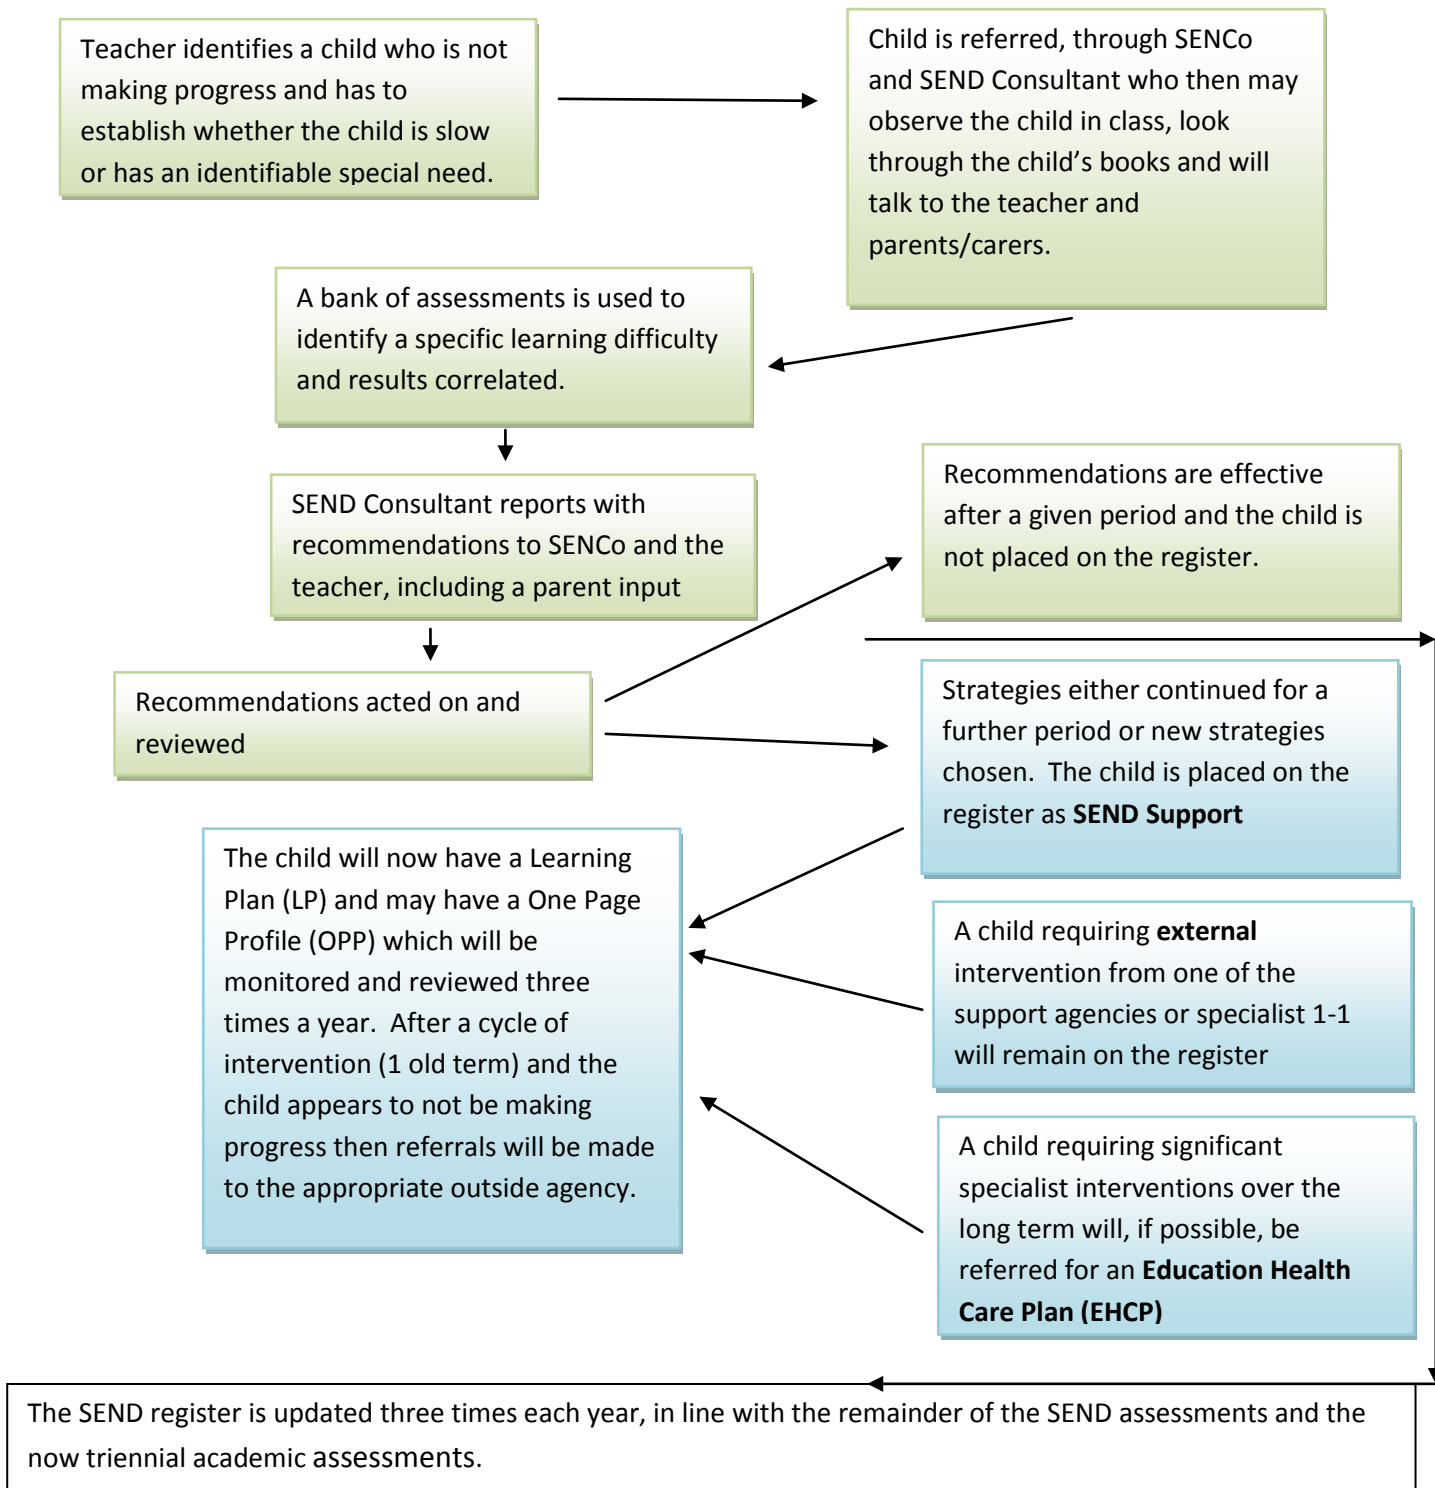 Teacher identifies a child who is not
making progress and has to
establish whether the child is slow
or has an identifiable special need.
Child is referred, through SENCo
and SEND Consultant who then may
observe the child in class, look
through the child’s books and will
talk to the teacher and
parents/carers.
A bank of assessments is used to
identify a specific learning difficulty
and results correlated.
SEND Consultant reports with
recommendations to SENCo and the
teacher, including a parent input
Recommendations are effective
after a given period and the child is
not placed on the register.
Recommendations acted on and
reviewed
Strategies either continued for a
further period or new strategies
chosen.  The child is placed on the
register as SEND Support
The child will now have a Learning
Plan (LP) and may have a One Page
Profile (OPP) which will be
monitored and reviewed three
times a year.  After a cycle of
intervention (1 old term) and the
child appears to not be making
progress then referrals will be made
to the appropriate outside agency.
A child requiring external
intervention from one of the
support agencies or specialist 1-1
will remain on the register
A child requiring significant
specialist interventions over the
long term will, if possible, be
referred for an Education Health
Care Plan (EHCP)
The SEND register is updated three times each year, in line with the remainder of the SEND assessments and the
now triennial academic assessments.